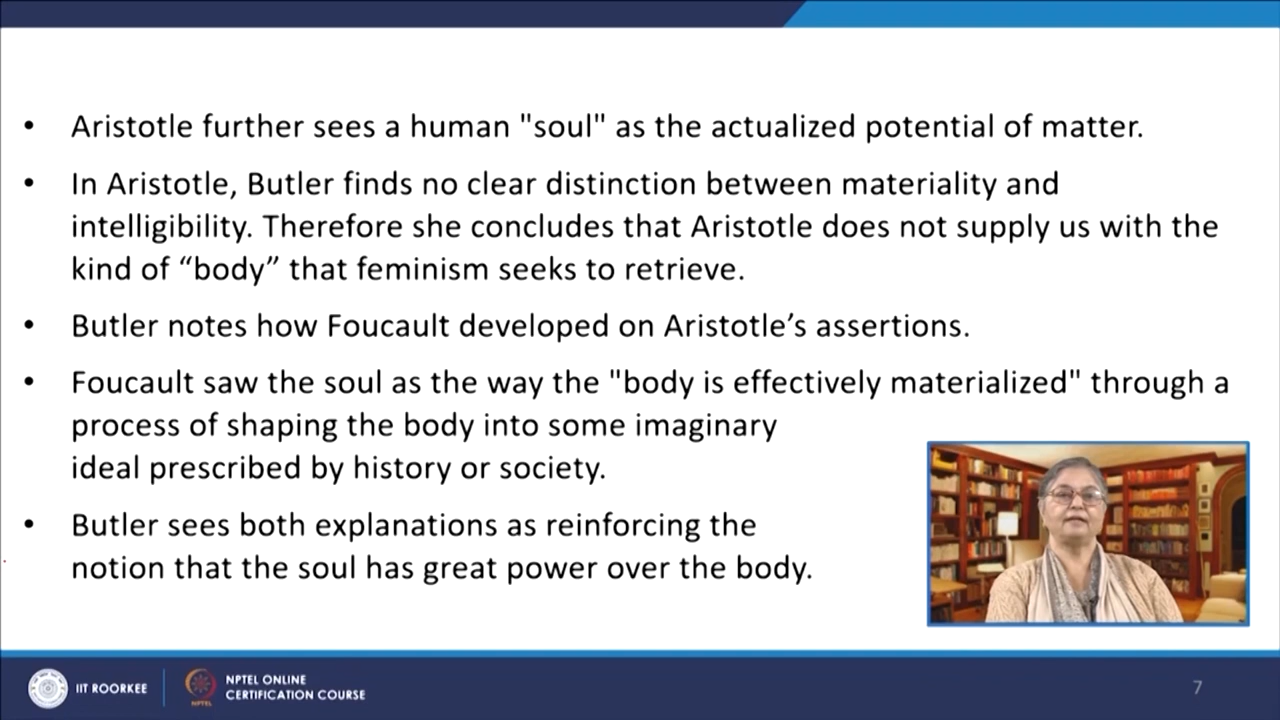 • Aristotle further sees a human "soul" as the actualized potential of matter.
• In Aristotle, Butler finds no clear distinction between materiality and
intelligibility. Therefore she concludes that Aristotle does not supply us with the
kind of “body” that feminism seeks to retrieve.
• Butler notes how Foucault developed on Aristotle’s assertions.
• Foucault saw the soul as the way the "body is effectively materialized" through a
process of shaping the body into some imaginary
ideal prescribed by history or society.
• Butler sees both explanations as reinforcing the
notion that the soul has great power over the body.
IIT ROORKEE
NPTEL
NPTEL ONLINE
CERTIFICATION COURSE
7